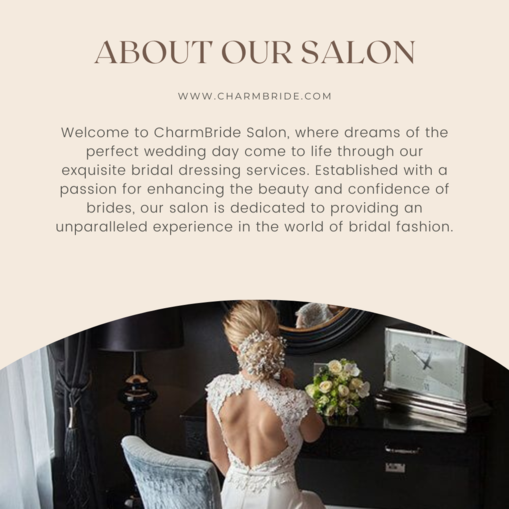 ABOUT OUR SALON
WWW.CHARMBRIDE.COM
Welcome to CharmBride Salon, where dreams of the
perfect wedding day come to life through our
exquisite bridal dressing services. Established with a
passion for enhancing the beauty and confidence of
brides, our salon is dedicated to providing an
unparalleled experience in the world of bridal fashion.